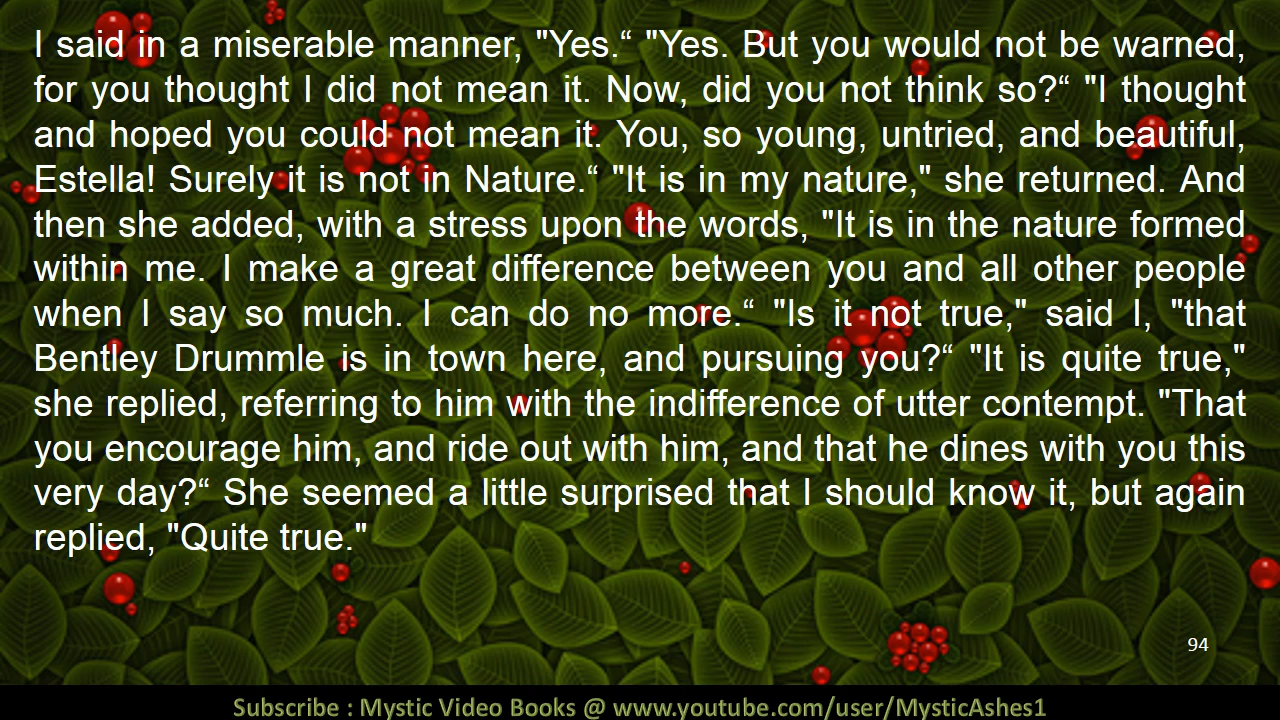 I said in a miserable manner, "Yes.“ "Yes. But you would not be warned,
for you thought I did not mean it. Now, did you not think so?“ "I thought
and hoped you could not mean it. You, so young, untried, and beautiful,
Estella! Surely it is not in Nature.“ "It is in my nature," she returned. And
then she added, with a stress upon the words, "It is in the nature formed
within me. I make a great difference between you and all other people
when I say so much. I can do no more.“ "Is it not true," said I, "that
Bentley Drummle is in town here, and pursuing you?“ "It is quite true,"
she replied, referring to him with the indifference of utter contempt. "That
you encourage him, and ride out with him, and that he dines with you this
very day?“ She seemed a little surprised that I should know it, but again
replied, "Quite true."
94
Subscribe : Mystic Video Books @ www.youtube.com/user/MysticAshes1